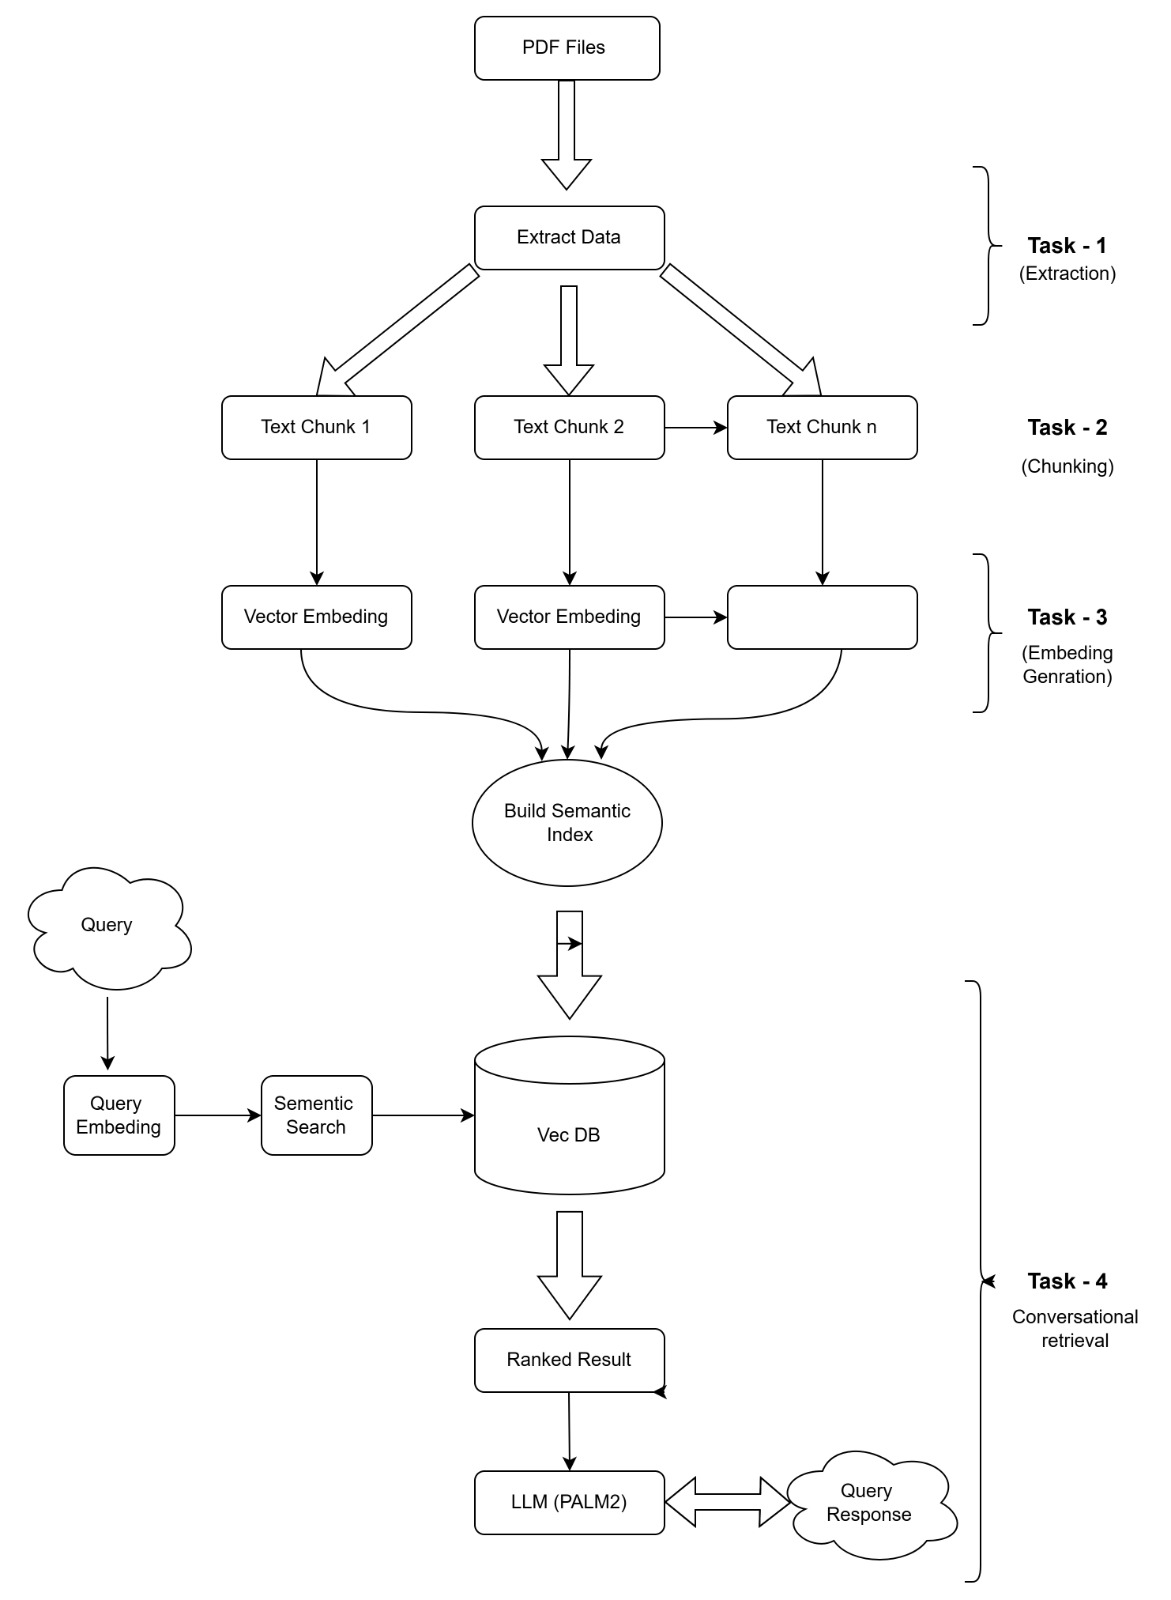 PDF Files
Extract Data
Task - 1
(Extraction)
Text Chunk 1
Text Chunk 2
Text Chunk n
Task - 2
(Chunking)
Vector Embeding
Vector Embeding
Task - 3
(Embeding
Genration)
Build Semantic
Index
Query
Query
Embeding
Sementic
Search
Vec DB
Task - 4
Conversational
retrieval
Ranked Result
LLM (PALM2)
Query
Response